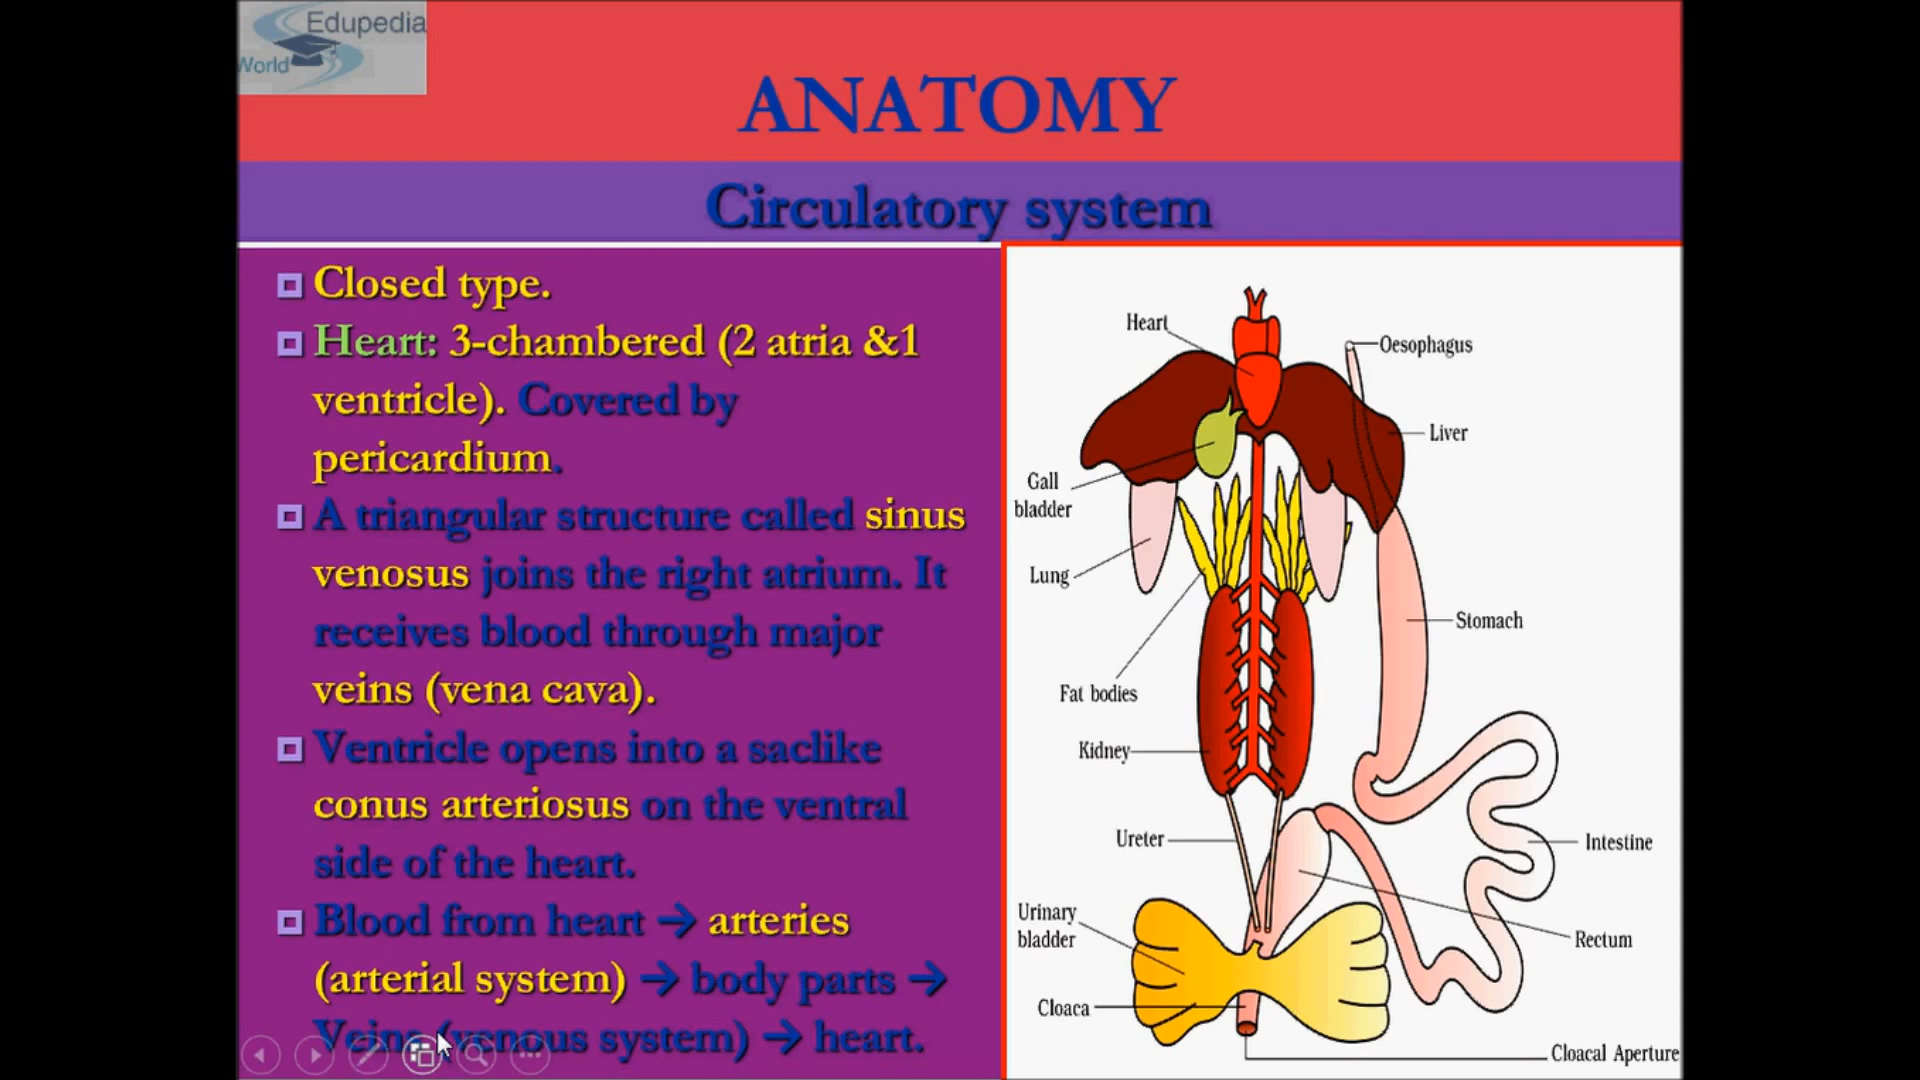 Edupedia
World
ANATOMY
Circulatory system
Closed type.
Heart: 3-chambered (2 atria &1
ventricle). Covered by
pericardium.
A triangular structure called sinus
venosus joins the right atrium. It
receives blood through major
veins (vena cava).
Ventricle opens into a saclike
conus arteriosus on the ventral
side of the heart.
Blood from heart → arteries
(arterial system) → body parts →
Veins (venous system) → heart.
Heart
Oesophagus
Liver
Gall
bladder
Lung
Stomach
Fat bodies
Kidney
Ureter
Intestine
Urinary
bladder
Rectum
Cloaca
Cloacal Aperture